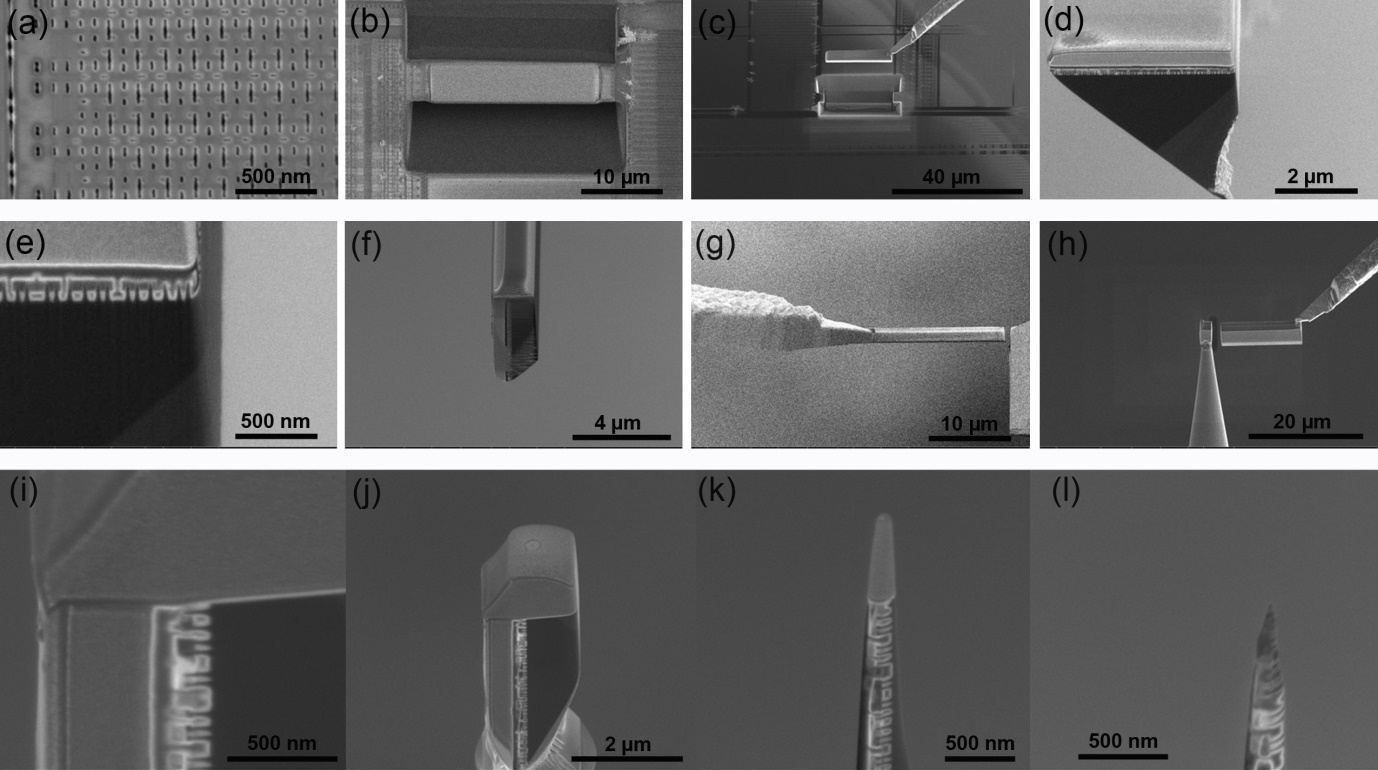 (a) (b) (c) (d)
500 nm 10 µm 40 µm 2 µm
(e) (f) (g) (h)
500 nm 4 µm 10 µm 20 µm
(i) (j) (k) (l)
500 nm 2 µm 500 nm 500 nm